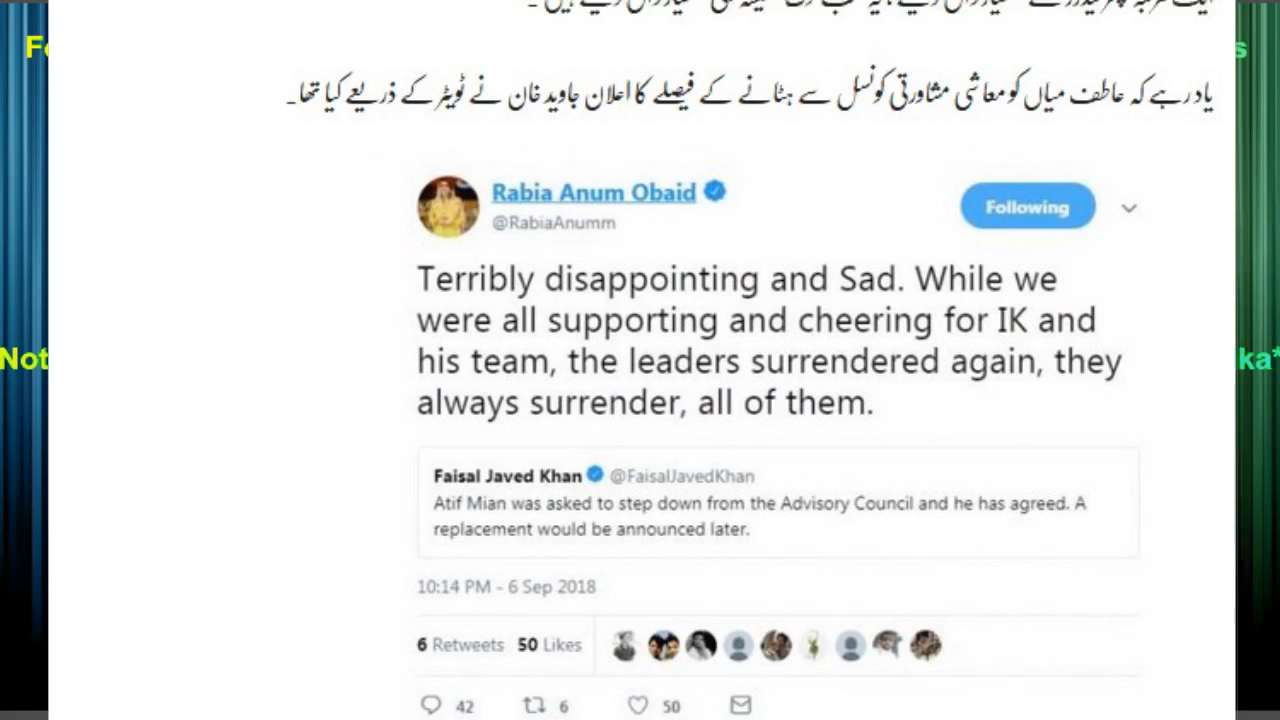 یاد رہے کہ عاطف میاں کو معاشی مشاورتی کونسل سے ہٹانے کے فیصلے کا اعلان جاوید خان نے ٹویٹر کے ذریعے کیا تھا۔
Rabia Anum Obaid
@RabiaAnumm
Following
Terribly disappointing and Sad. While we
were all supporting and cheering for IK and
his team, the leaders surrendered again, they
always surrender, all of them.
Faisal Javed Khan @FaisalJavedKhan
Atif Mian was asked to step down from the Advisory Council and he has agreed. A
replacement would be announced later.
10:14 PM - 6 Sep 2018
6 Retweets 50 Likes
42 6 50
Not
ka*